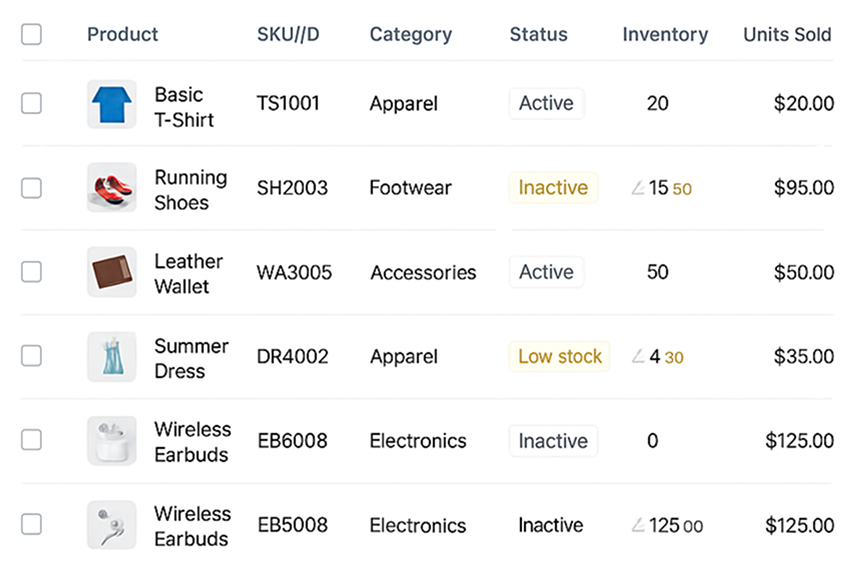 Product SKU//D Category Status Inventory Units Sold
Basic T-Shirt TS1001 Apparel Active 20 $20.00
Running Shoes SH2003 Footwear Inactive 15 50 $95.00
Leather Wallet WA3005 Accessories Active 50 $50.00
Summer Dress DR4002 Apparel Low stock 4 30 $35.00
Wireless Earbuds EB6008 Electronics Inactive 0 $125.00
Wireless Earbuds EB5008 Electronics Inactive 125 00 $125.00